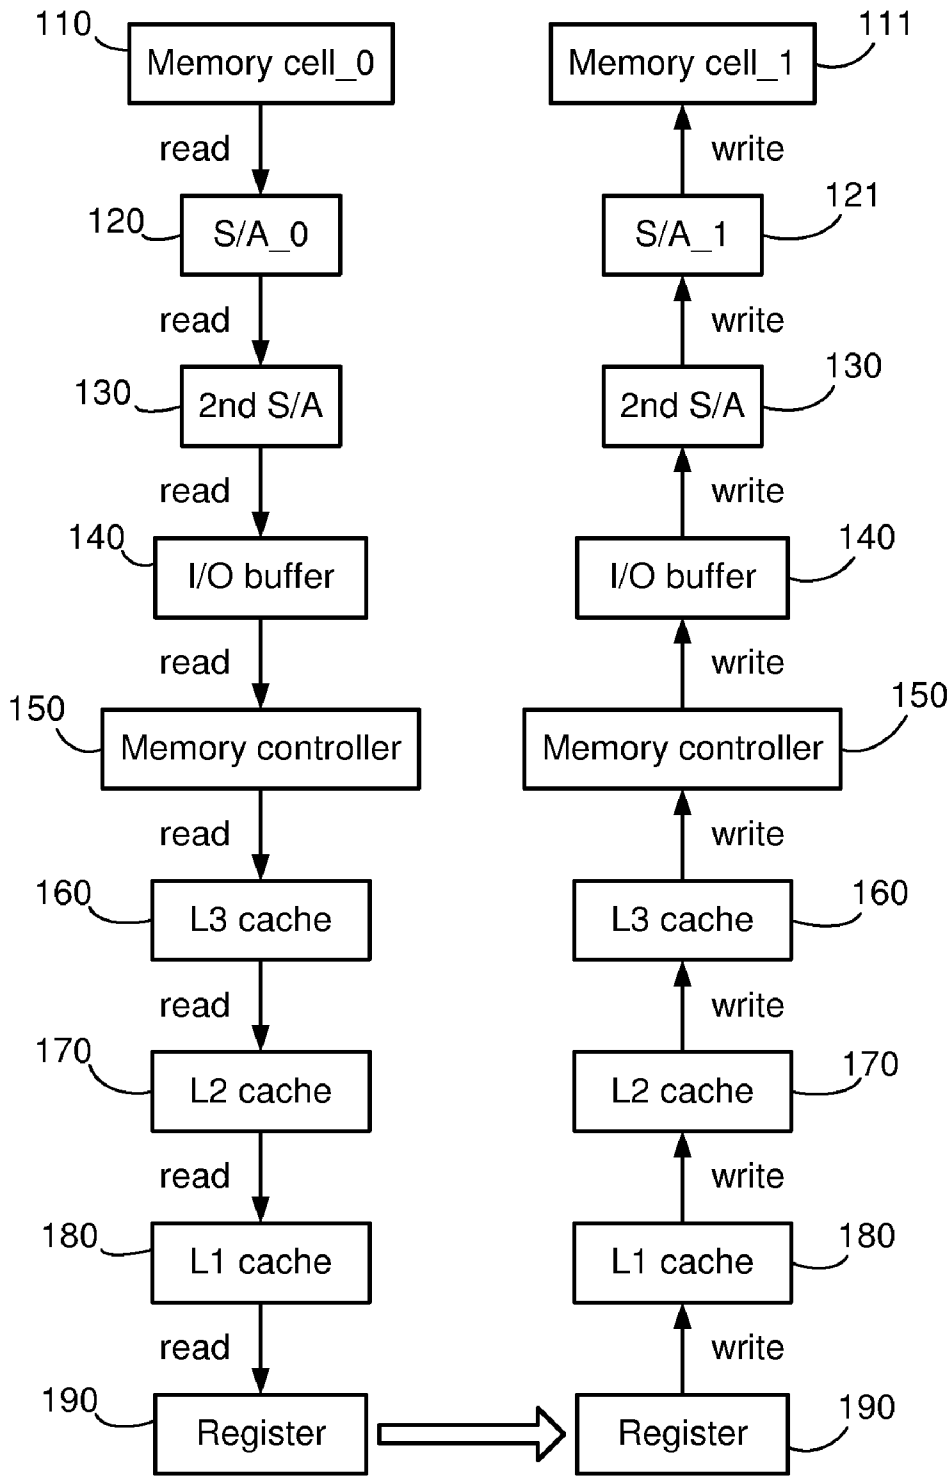 110
Memory cell_0
read
120
S/A_0
read
130
2nd S/A
read
140
I/O buffer
read
150
Memory controller
read
160
L3 cache
read
170
L2 cache
read
180
L1 cache
read
190
Register
111
Memory cell_1
write
121
S/A_1
write
130
2nd S/A
write
140
I/O buffer
write
150
Memory controller
write
160
L3 cache
write
170
L2 cache
write
180
L1 cache
write
190
Register